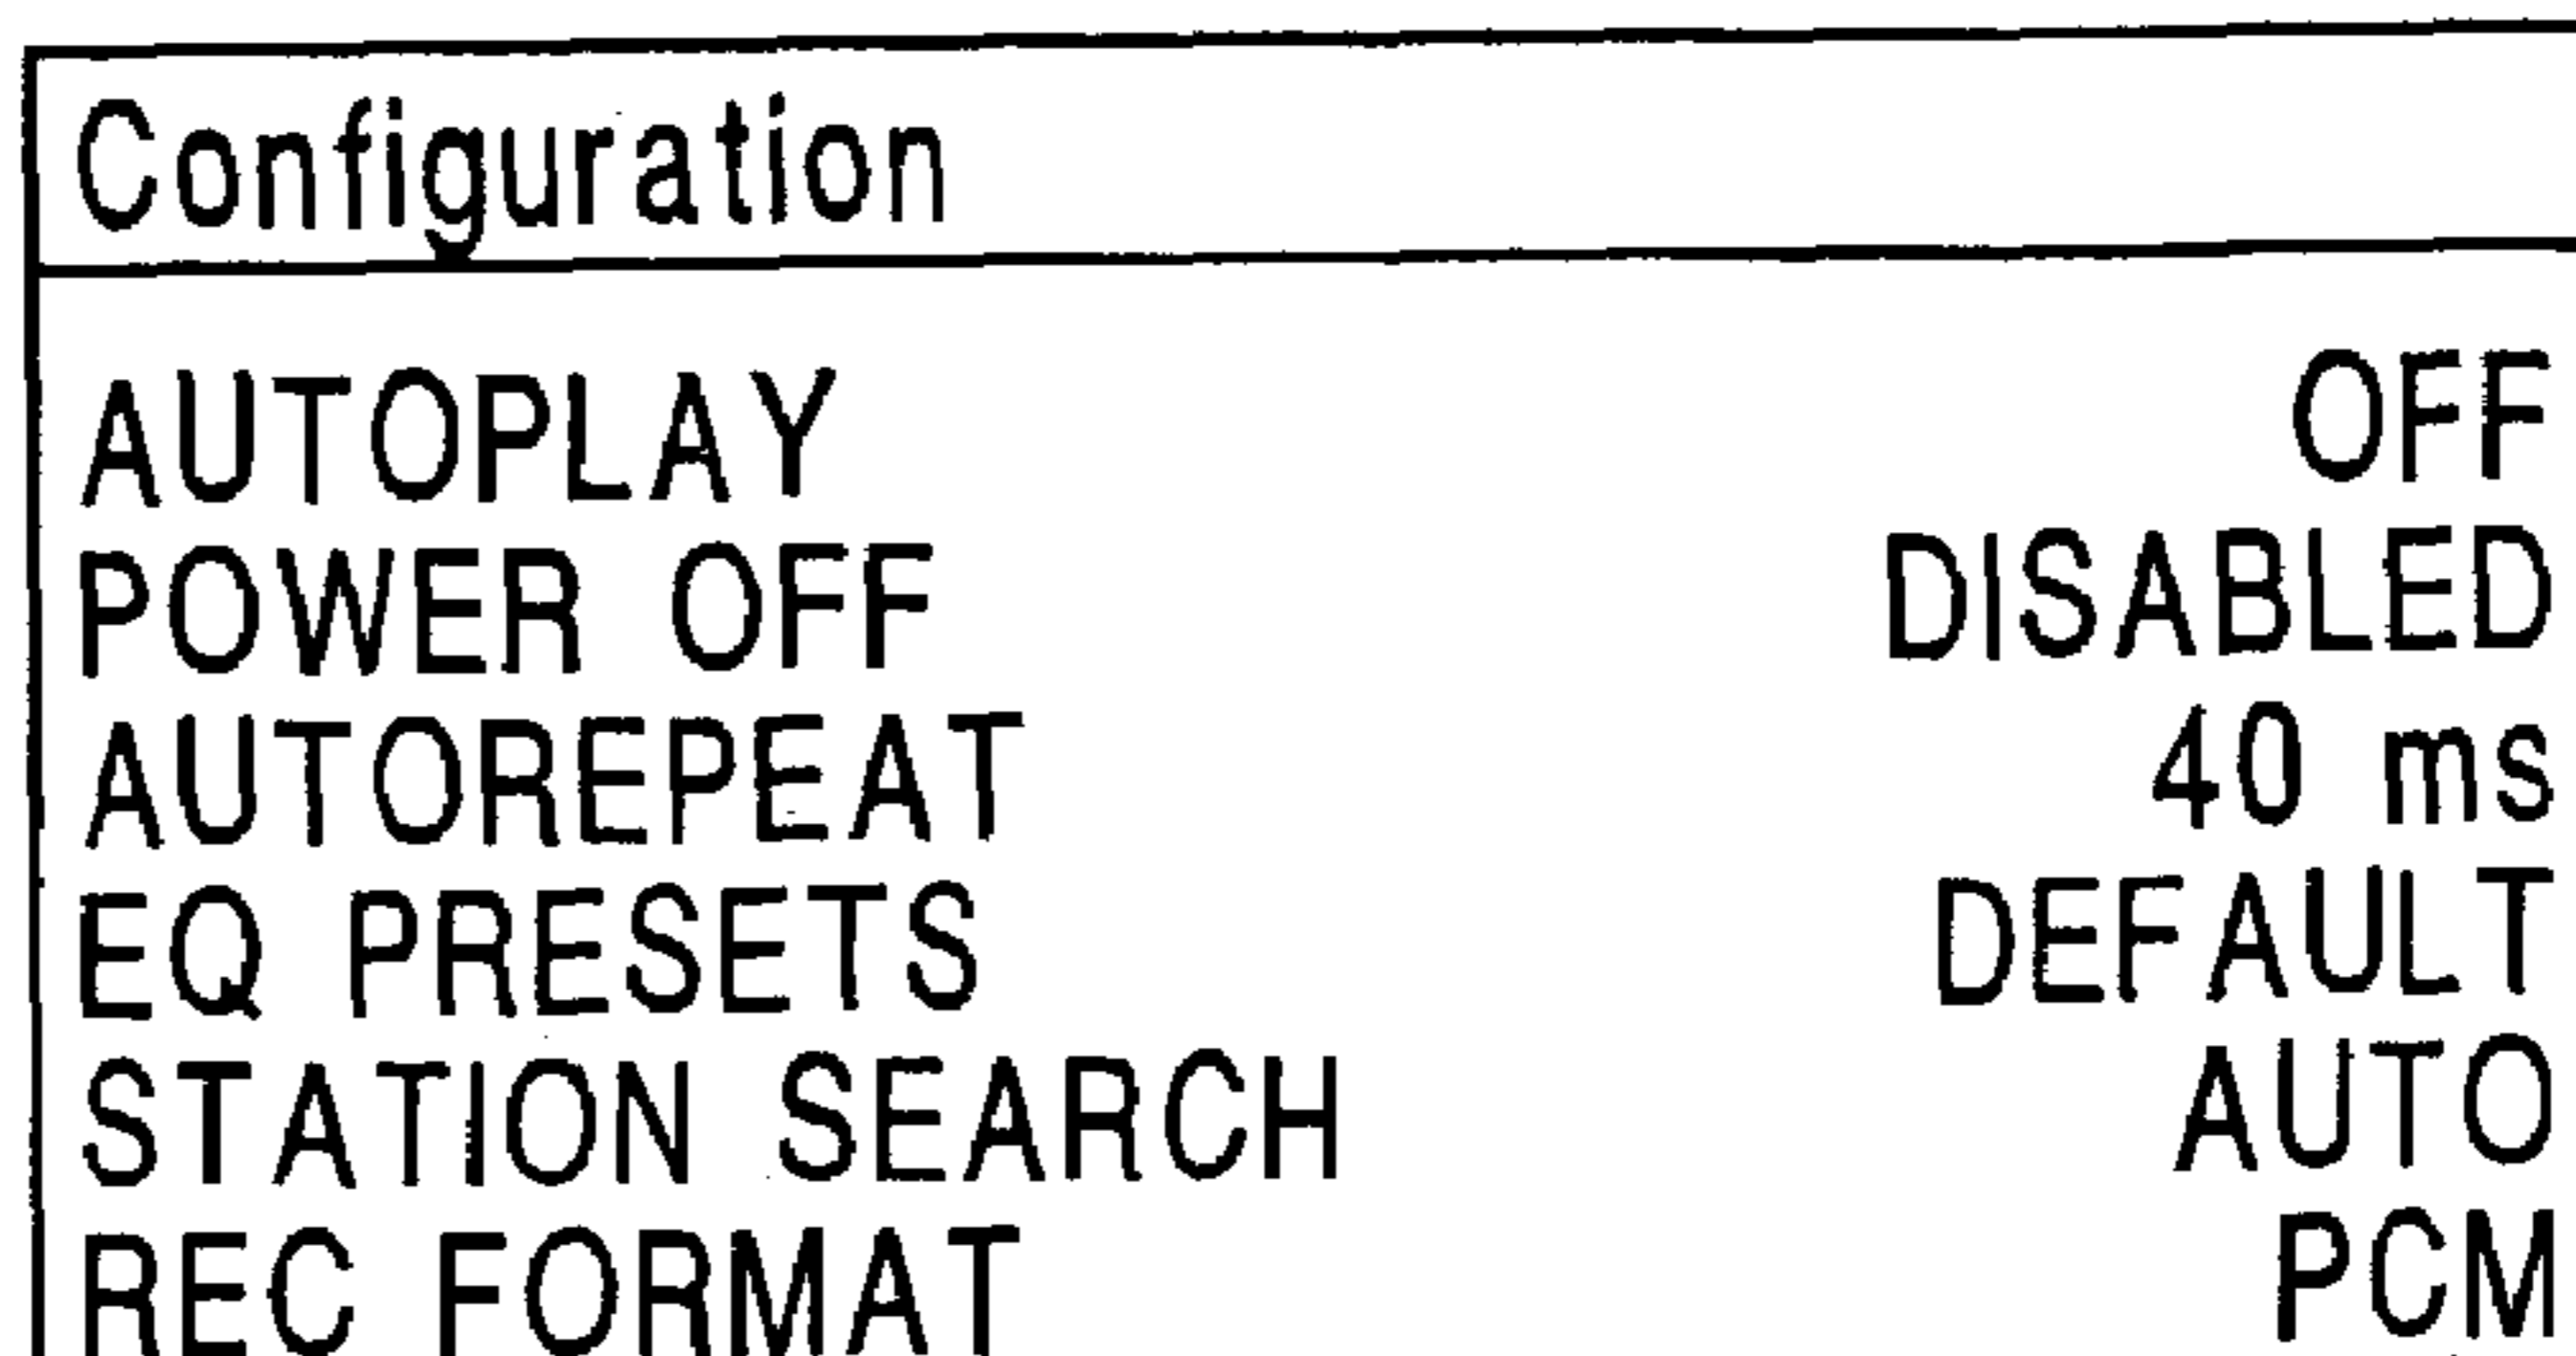 Configuration
AUTOPLAY OFF
POWER OFF DISABLED
AUTOREPEAT 40 ms
EQ PRESETS DEFAULT
STATION SEARCH AUTO
REC FORMAT PCM